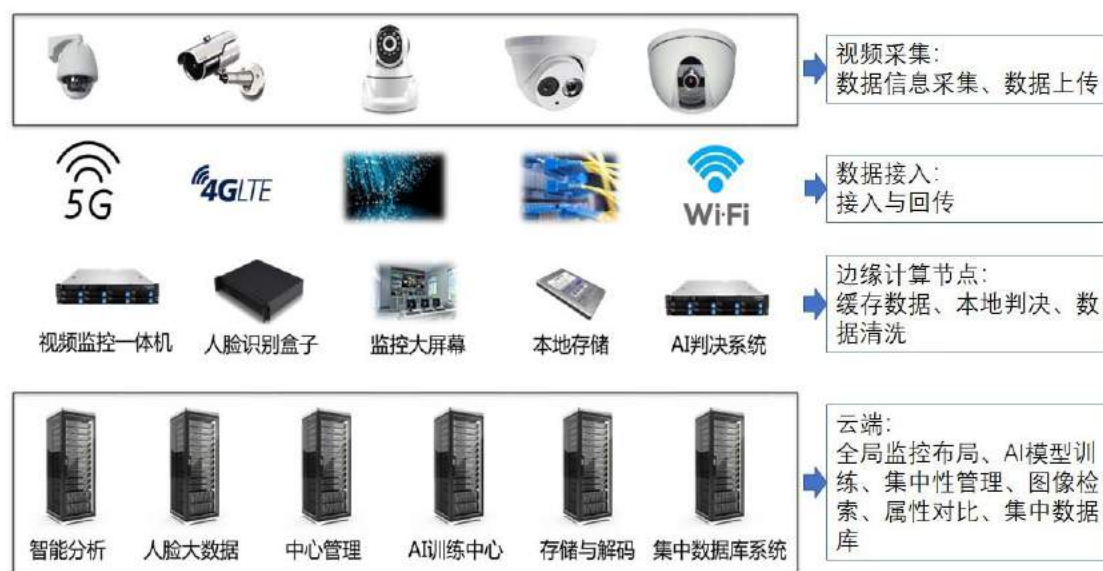 视频采集：
数据信息采集、数据上传
5G
4GLTE
Wi-Fi
数据接入：
接入与回传
视频监控一体机
人脸识别盒子
监控大屏幕
本地存储
AI判决系统
边缘计算节点：
缓存数据、本地判决、数
据清洗
智能分析
人脸大数据
中心管理
AI训练中心
存储与解码
集中数据库系统
云端：
全局监控布局、AI模型训
练、集中性管理、图像检
索、属性对比、集中数据
库